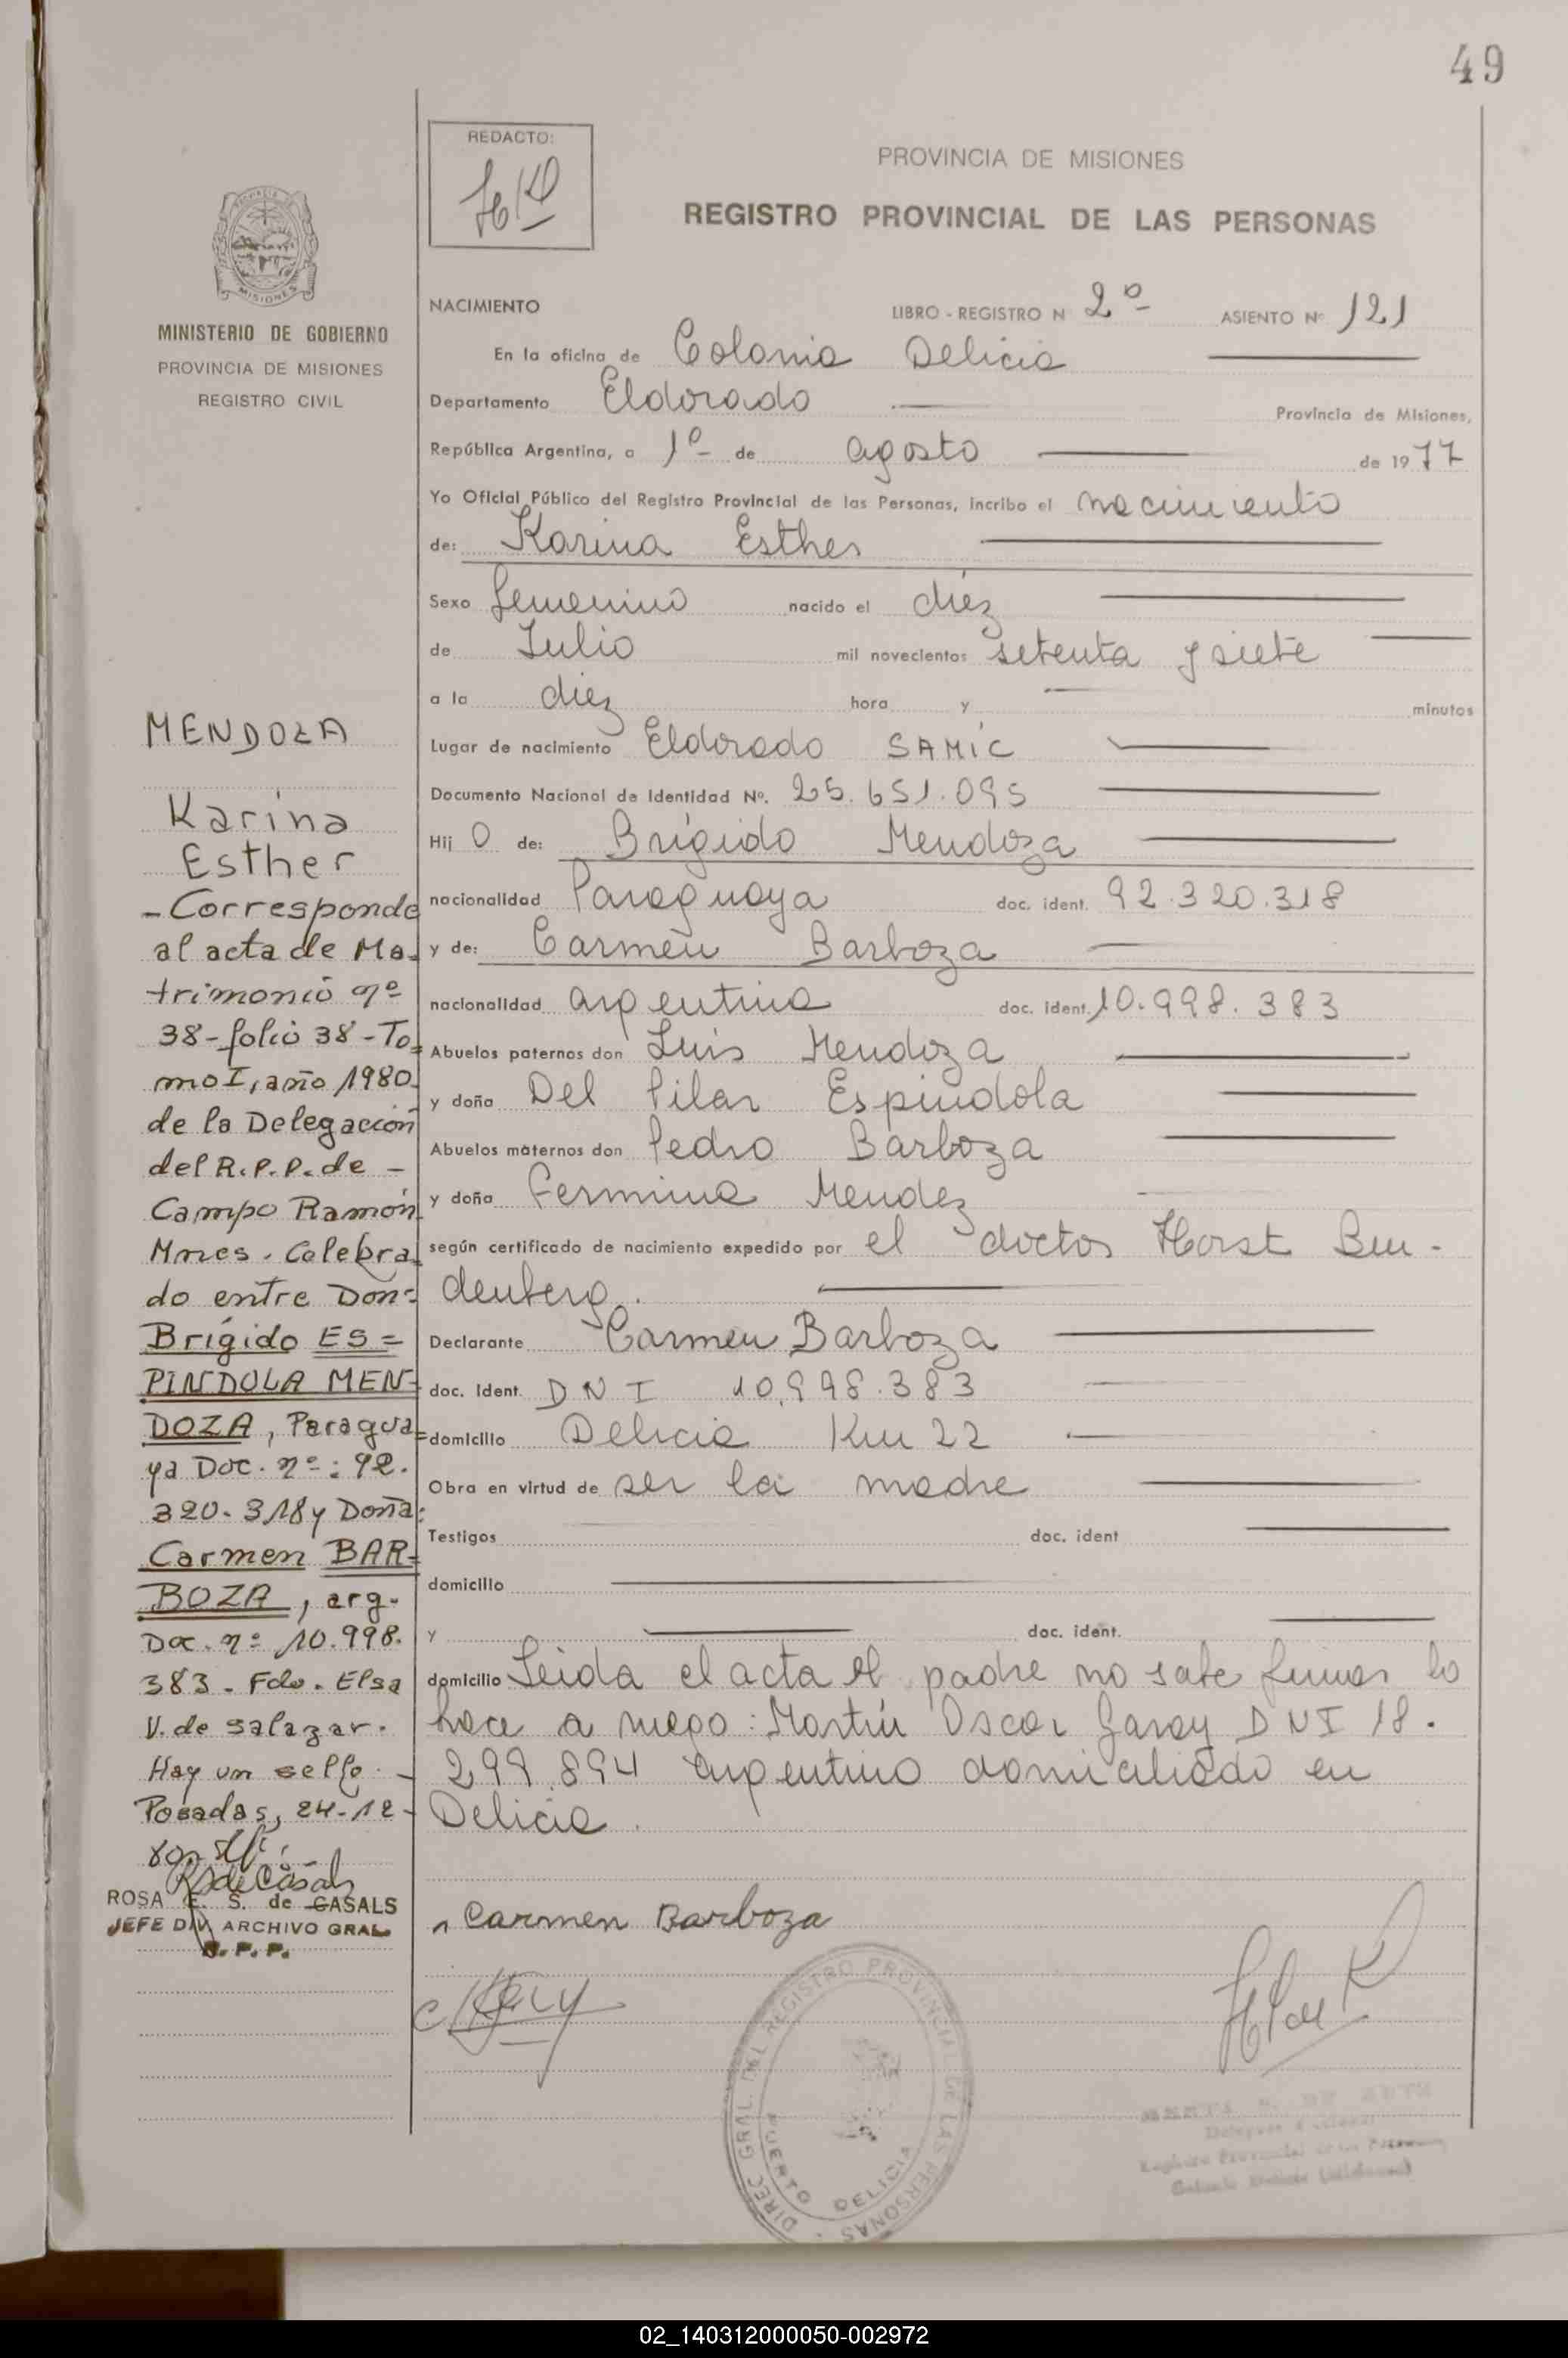 49
REDACTO:
PROVINCIA DE MISIONES
REGISTRO PROVINCIAL DE LAS PERSONAS
MISIONES
MINISTERIO DE GOBIERNO
PROVINCIA DE MISIONES
REGISTRO CIVIL
MENDOZA
Karina
Esther
- Corresponde
al acta de Ma-
trimonio nº
38 - folio 38 - To=
mo I, año 1980.
de la Delegación
del R.P.P. de -
Campo Ramón
Mnes. Celebra=
do entre Don=
Brígido ES=
PINDOLA MEN-
DOZA, Paragua=
ya Doc. nº: 92.
320.318 y Doña:
Carmen BAR-
BOZA, arg.
Doc. nº 10.998.
383 - Fdo. Elsa
V. de Salazar.
Hay un sello. -
Posadas, 24-12-
ROSA E. S. de CASALS
JEFE DIV. ARCHIVO GRAL
R. P. P.
NACIMIENTO LIBRO - REGISTRO N 2º ASIENTO Nº 121
En la oficina de Colonia Delicia
Departamento Eldorado Provincia de Misiones,
República Argentina, a 1º de agosto de 1977
Yo Oficial Público del Registro Provincial de las Personas, incribo el nacimiento
de: Karina Esther
Sexo femenino nacido el diéz
de Julio mil novecientos setenta y siete
a la diez hora y minutos
Lugar de nacimiento Eldorado SAMIC
Documento Nacional de Identidad Nº. 25.651.095
Hij O de: Brígido Mendoza
nacionalidad Paraguaya doc. ident. 92.320.318
y de: Carmen Barboza
nacionalidad argentina doc. ident. 10.998.383
Abuelos paternos don Luis Mendoza
y doña Del Pilar Espindola
Abuelos maternos don Pedro Barboza
y doña Fermina Mendez
según certificado de nacimiento expedido por el doctor Horst Bin-
denberg.
Declarante Carmen Barboza
doc. Ident. DNI 10.998.383
domicilio Delicia Km 22
Obra en virtud de ser la madre
Testigos doc. ident
domicilio
y doc. ident.
domicilio Leida el acta el padre no sabe firmar lo
hace a ruego: Martín Oscar Garay DNI 18.
299.894 argentino domiciliado en
Delicia.
Carmen Barboza
DIREC GRAL. DEL REGISTRO PROVINCIAL DE LAS PERSONAS
PUERTO DELICIA
02_140312000050-002972